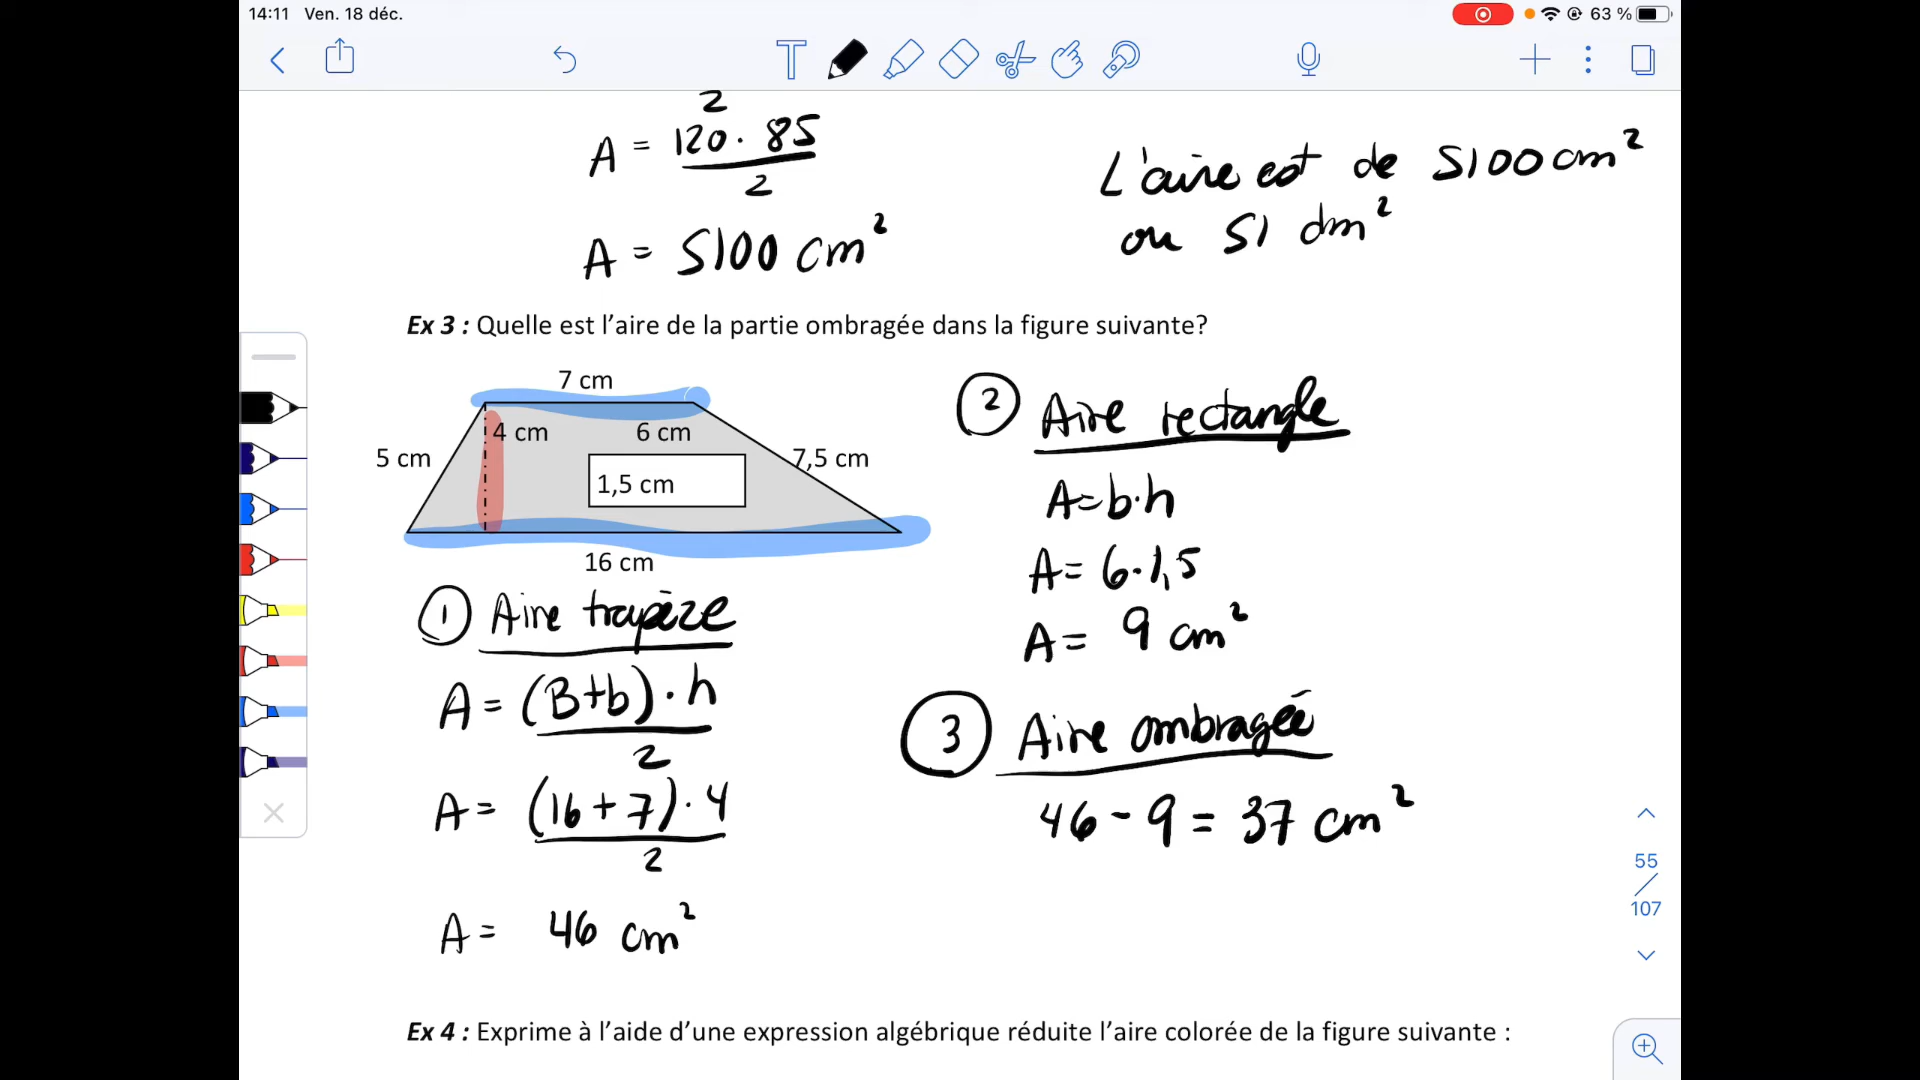 14:11 Ven. 18 déc.
63 %
2
A = 120 · 85
2
A = 5100 cm²
L'aire est de 5100 cm²
ou 51 dm²
Ex 3 : Quelle est l’aire de la partie ombragée dans la figure suivante?
7 cm
4 cm
6 cm
5 cm
7,5 cm
1,5 cm
16 cm
1 Aire trapèze
A = (B+b) · h
2
A = (16 + 7) · 4
2
A = 46 cm²
2 Aire rectangle
A = b·h
A = 6·1,5
A = 9 cm²
3 Aire ombragée
46 - 9 = 37 cm²
55
/
107
Ex 4 : Exprime à l’aide d’une expression algébrique réduite l’aire colorée de la figure suivante :